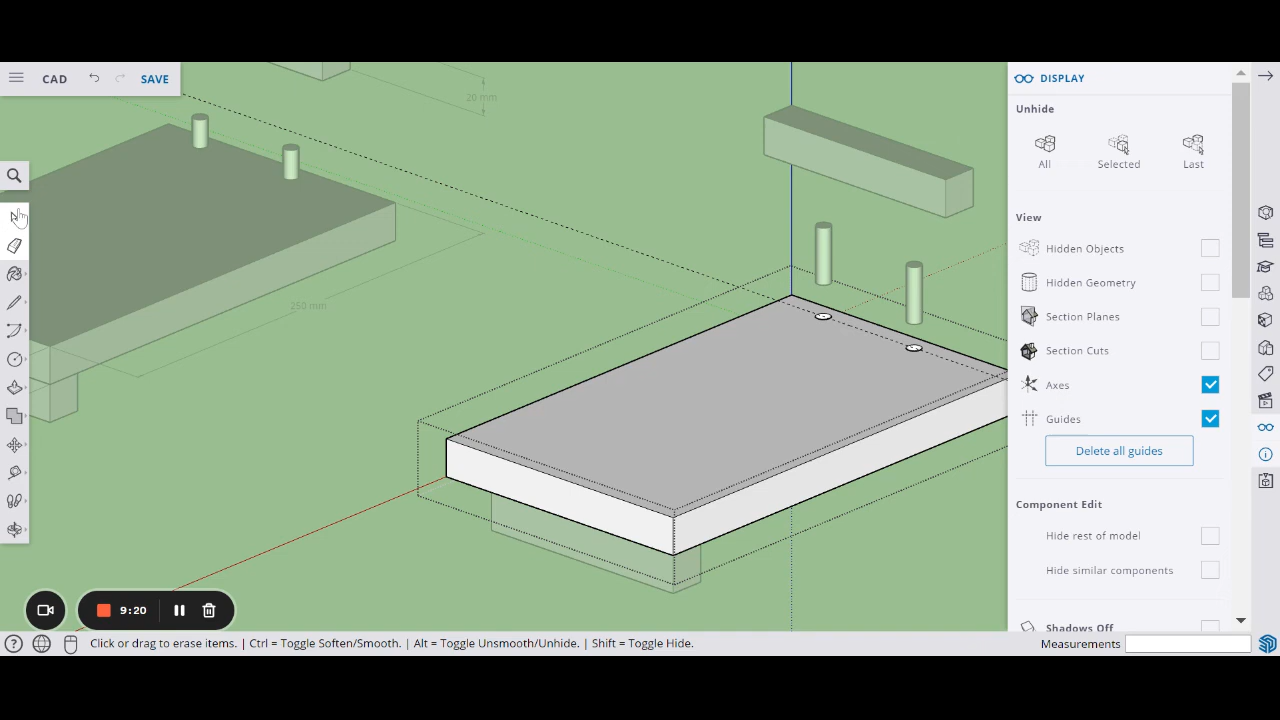 CAD
SAVE
20 mm
250 mm
DISPLAY
Unhide
All
Selected
Last
View
Hidden Objects
Hidden Geometry
Section Planes
Section Cuts
Axes
Guides
Delete all guides
Component Edit
Hide rest of model
Hide similar components
Shadows Off
9:20
Click or drag to erase items. | Ctrl = Toggle Soften/Smooth. | Alt = Toggle Unsmooth/Unhide. | Shift = Toggle Hide.
Measurements